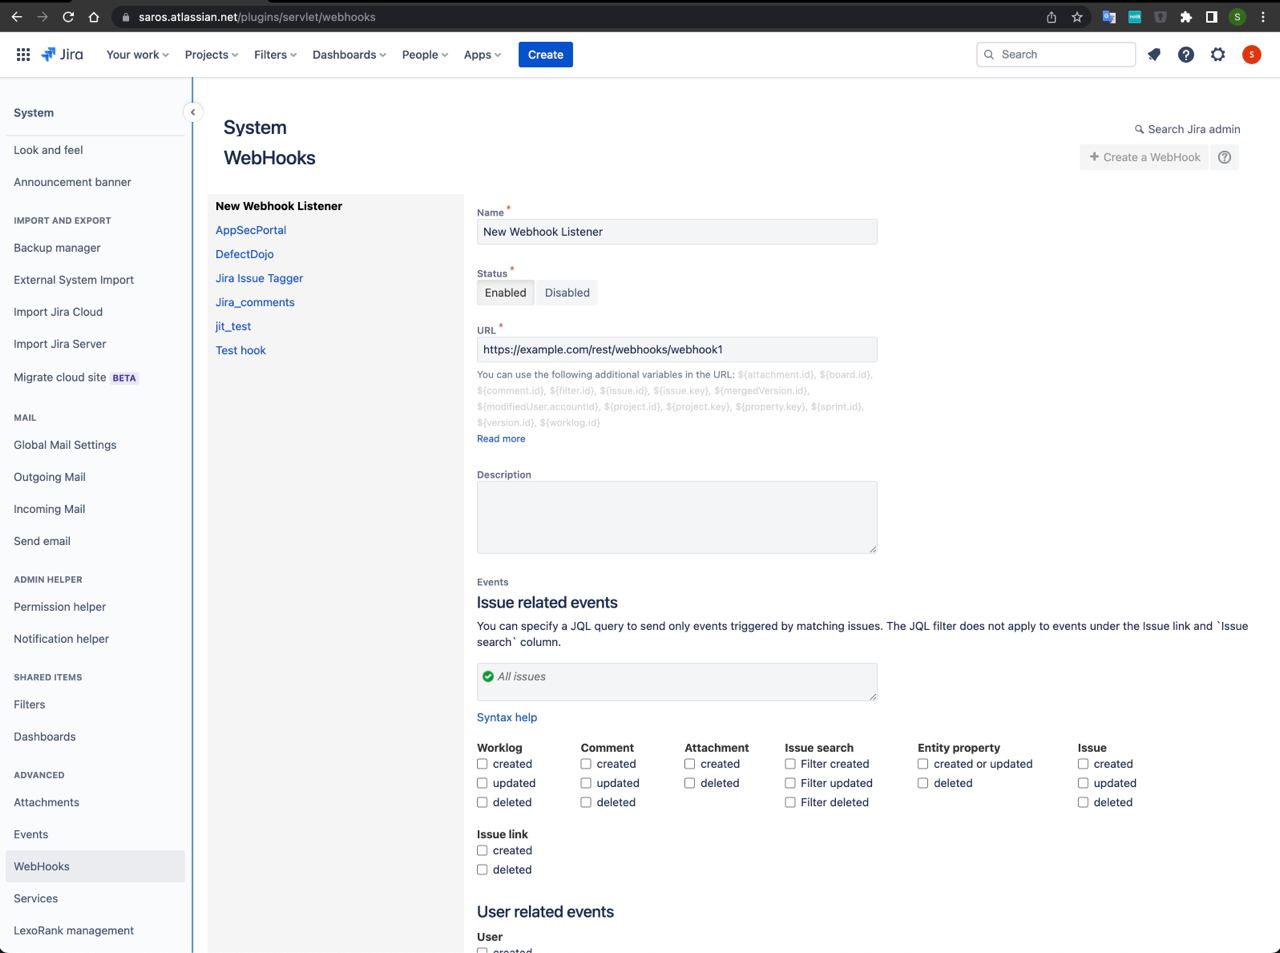 saros.atlassian.net/plugins/servlet/webhooks
S
Jira
Your work
Projects
Filters
Dashboards
People
Apps
Create
Search
S
System
Look and feel
Announcement banner
IMPORT AND EXPORT
Backup manager
External System Import
Import Jira Cloud
Import Jira Server
Migrate cloud site BETA
MAIL
Global Mail Settings
Outgoing Mail
Incoming Mail
Send email
ADMIN HELPER
Permission helper
Notification helper
SHARED ITEMS
Filters
Dashboards
ADVANCED
Attachments
Events
WebHooks
Services
LexoRank management
System
Search Jira admin
WebHooks
+ Create a WebHook
New Webhook Listener
AppSecPortal
DefectDojo
Jira Issue Tagger
Jira_comments
jit_test
Test hook
Name *
New Webhook Listener
Status *
Enabled Disabled
URL *
https://example.com/rest/webhooks/webhook1
You can use the following additional variables in the URL: ${attachment.id}, ${board.id},
${comment.id}, ${filter.id}, ${issue.id}, ${issue.key}, ${mergedVersion.id},
${modifiedUser.accountId}, ${project.id}, ${project.key}, ${property.key}, ${sprint.id},
${version.id}, ${worklog.id}
Read more
Description
Events
Issue related events
You can specify a JQL query to send only events triggered by matching issues. The JQL filter does not apply to events under the Issue link and `Issue
search` column.
All issues
Syntax help
Worklog Comment Attachment Issue search Entity property Issue
created created created Filter created created or updated created
updated updated deleted Filter updated deleted updated
deleted deleted Filter deleted deleted
Issue link
created
deleted
User related events
User
created